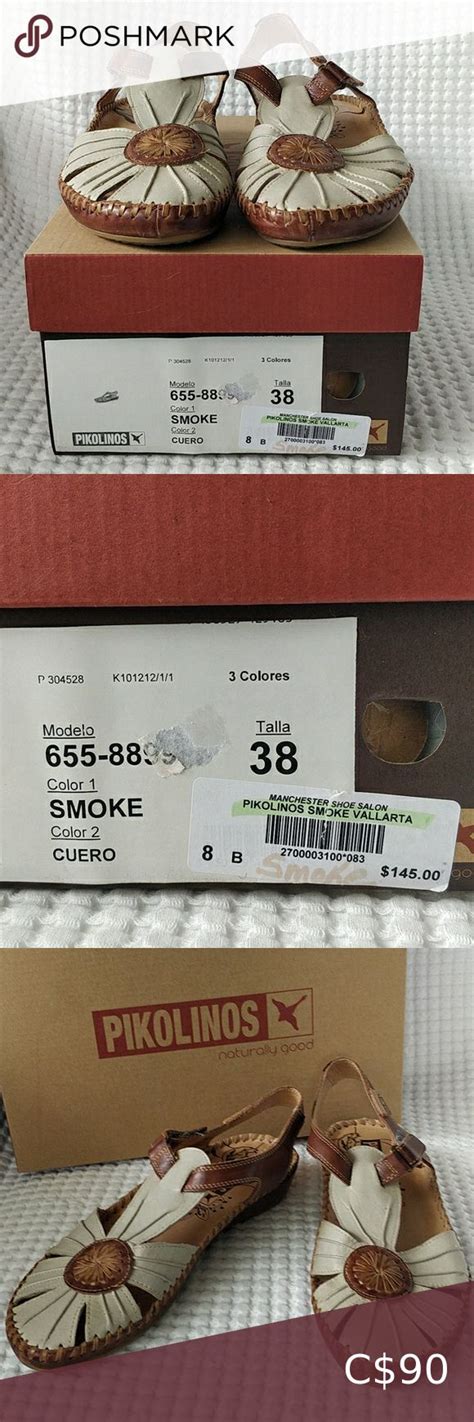 POSHMARK
P 304528 K101212/1/1 3 Colores
Modelo Talla
655-8899 38
Color 1
SMOKE
Color 2
CUERO
PIKOLINOS
MANCHESTER SHOE SALON
PIKOLINOS SMOKE VALLARTA
8 B 2700003100*083
Smoke $145.00
P 304528 K101212/1/1 3 Colores
Modelo Talla
655-8899 38
Color 1
SMOKE
Color 2
CUERO
MANCHESTER SHOE SALON
PIKOLINOS SMOKE VALLARTA
8 B 2700003100*083
Smoke $145.00
go
PIKOLINOS
naturally good
C$90